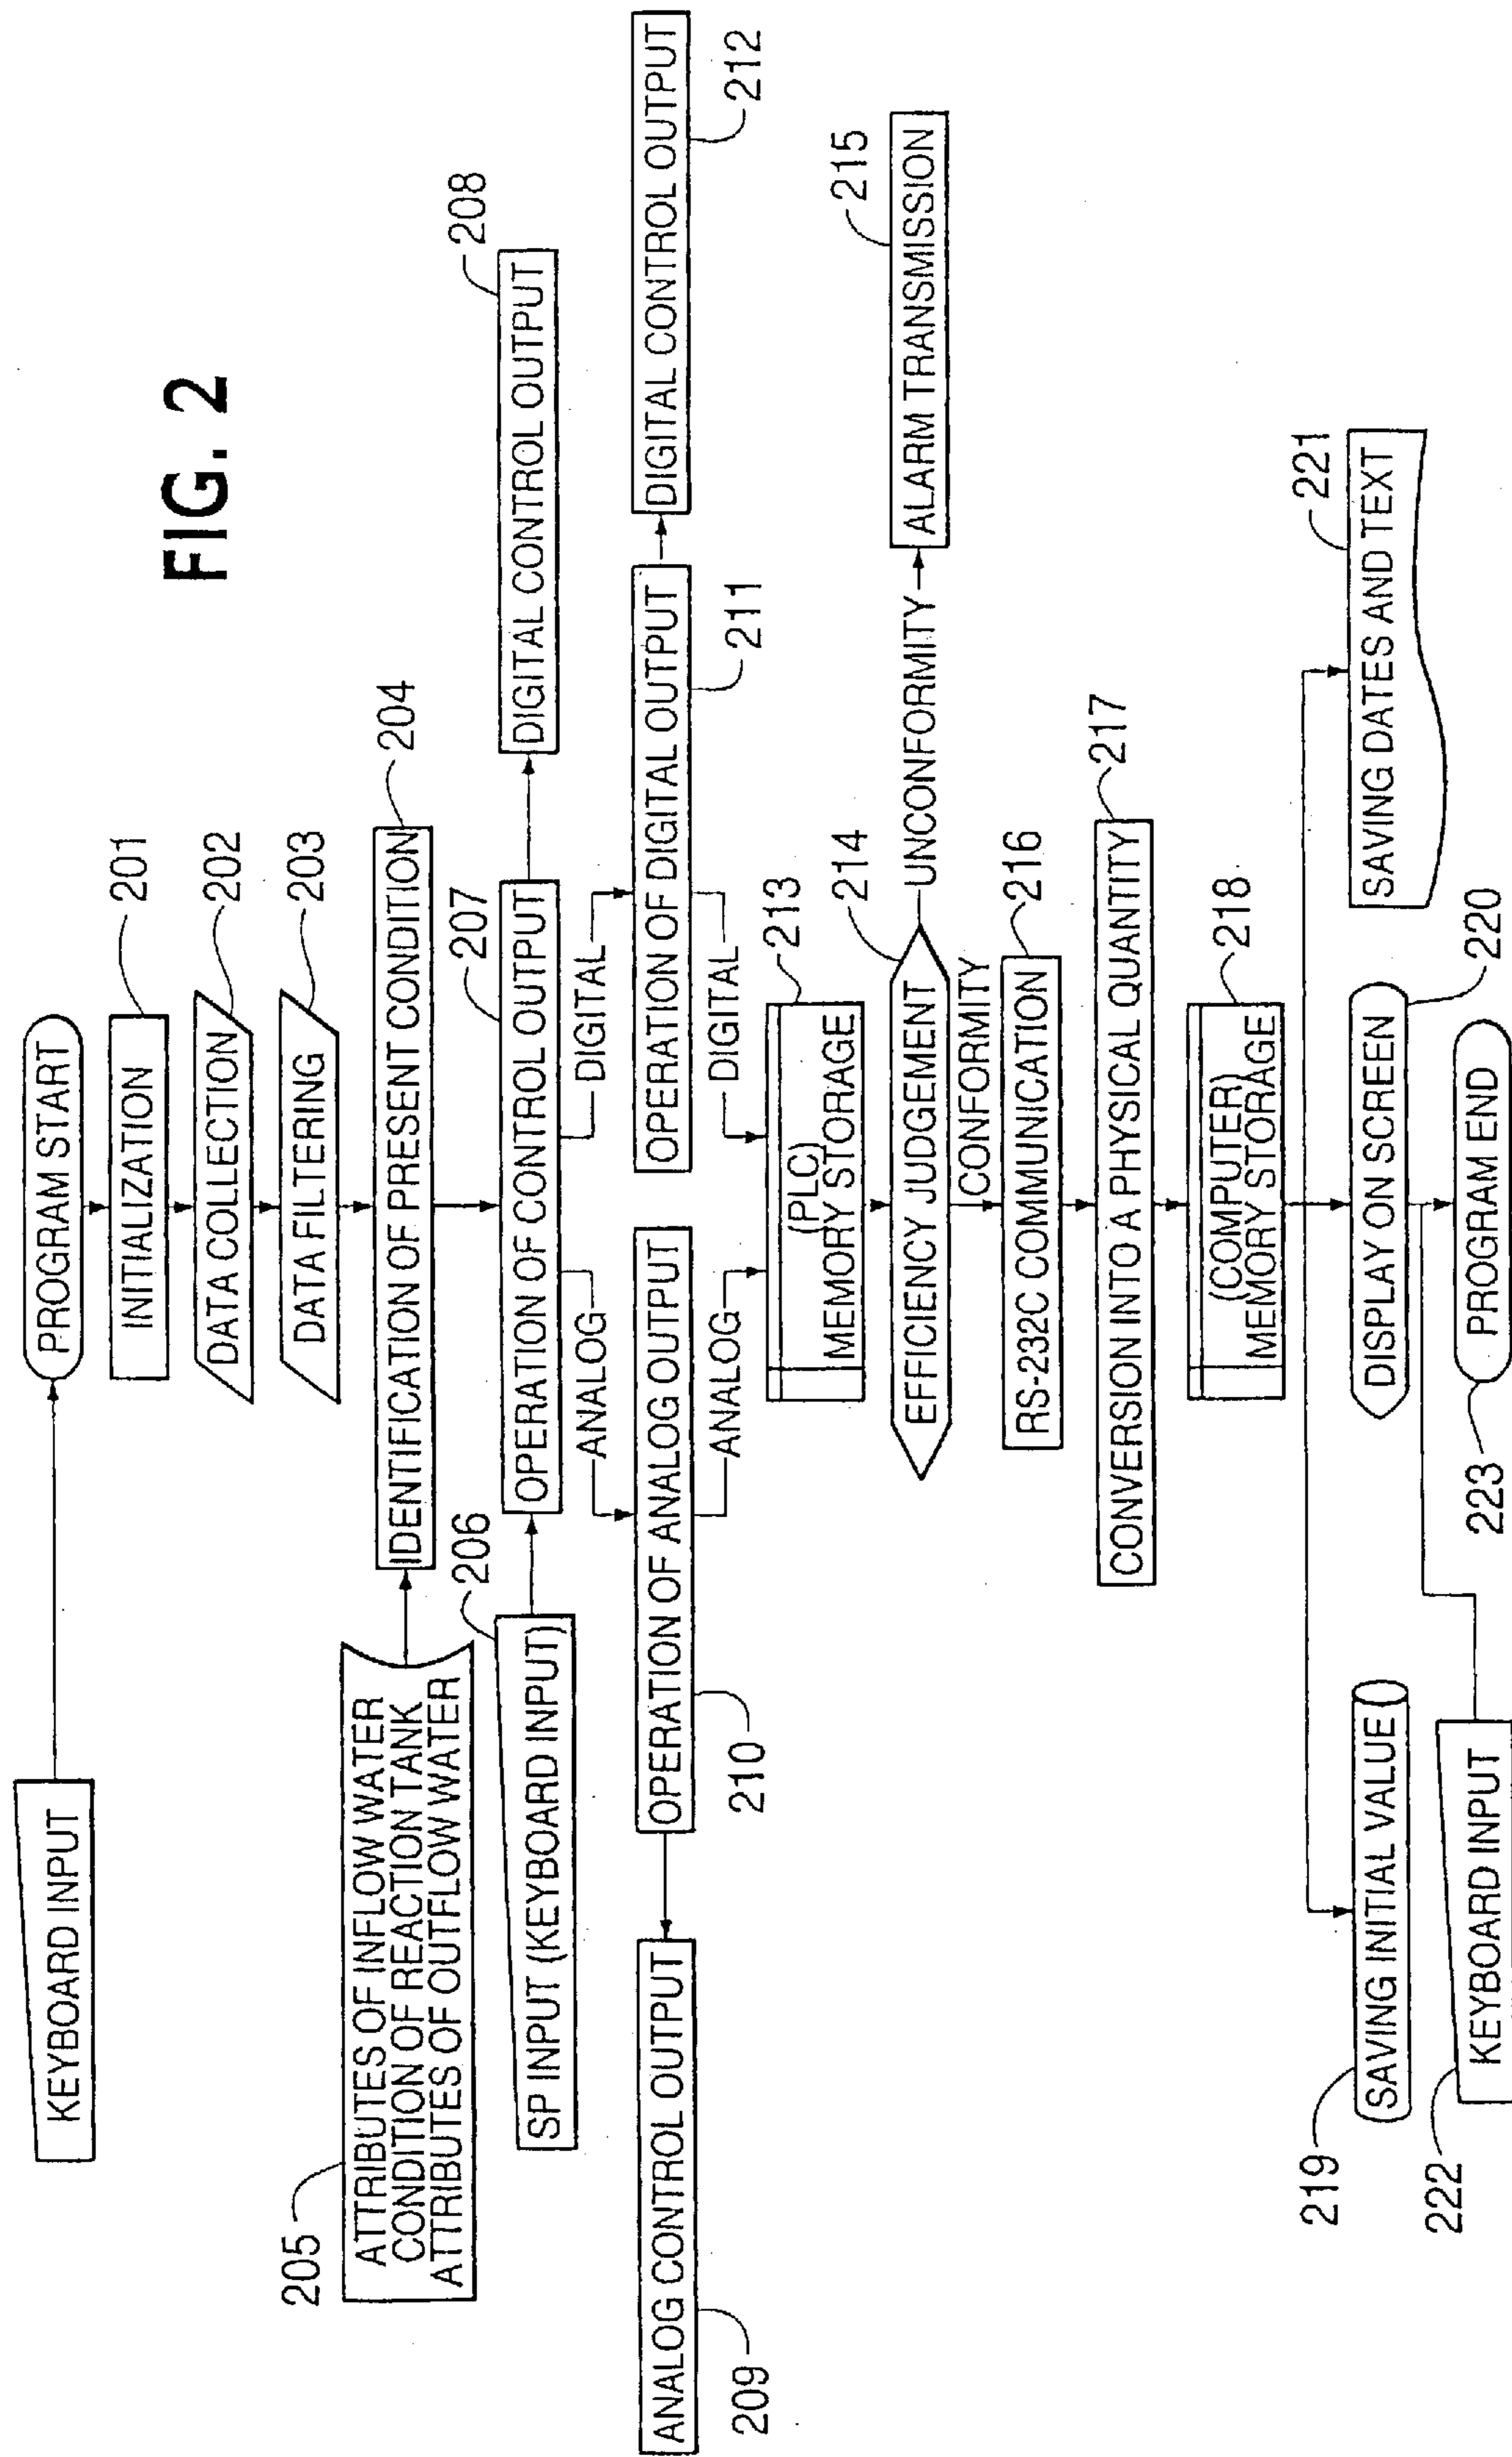 FIG. 2
KEYBOARD INPUT
PROGRAM START
INITIALIZATION
201
DATA COLLECTION
202
DATA FILTERING
203
205
ATTRIBUTES OF INFLOW WATER
CONDITION OF REACTION TANK
ATTRIBUTES OF OUTFLOW WATER
IDENTIFICATION OF PRESENT CONDITION
204
206
SP INPUT (KEYBOARD INPUT)
207
OPERATION OF CONTROL OUTPUT
208
DIGITAL CONTROL OUTPUT
ANALOG
DIGITAL
ANALOG CONTROL OUTPUT
209
OPERATION OF ANALOG OUTPUT
210
OPERATION OF DIGITAL OUTPUT
211
DIGITAL CONTROL OUTPUT
212
ANALOG
DIGITAL
213
(PLC)
MEMORY STORAGE
214
EFFICIENCY JUDGEMENT
UNCONFORMITY
215
ALARM TRANSMISSION
CONFORMITY
216
RS-232C COMMUNICATION
217
CONVERSION INTO A PHYSICAL QUANTITY
218
(COMPUTER)
MEMORY STORAGE
219
SAVING INITIAL VALUE
DISPLAY ON SCREEN
220
221
SAVING DATES AND TEXT
222
KEYBOARD INPUT
223
PROGRAM END